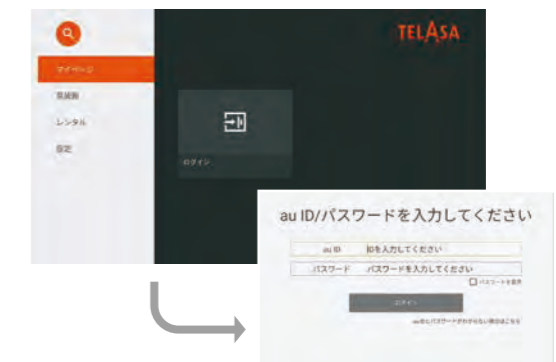 TELASA
マイページ
見放題
レンタル
設定
ログイン
au ID/パスワードを入力してください
au ID IDを入力してください
パスワード パスワードを入力してください
パスワードを表示
ログイン
au IDとパスワードがわからない場合はこちら